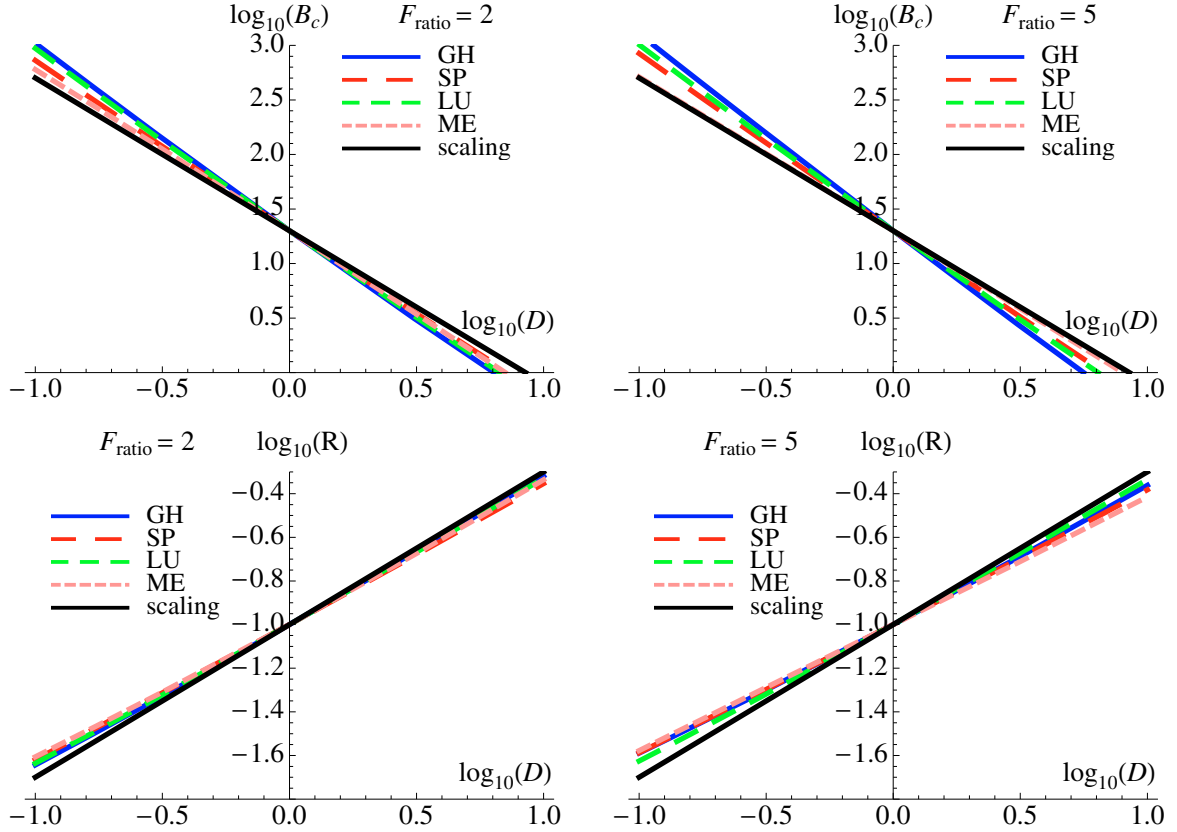 log10(Bc) Fratio = 2
3.0
GH
SP
2.5
LU
ME
2.0
scaling
1.5
1.0
0.5
log10(D)
−1.0 −0.5 0.0 0.5 1.0
log10(Bc) Fratio = 5
3.0
GH
SP
2.5
LU
ME
2.0
scaling
1.5
1.0
0.5
log10(D)
−1.0 −0.5 0.0 0.5 1.0
Fratio = 2 log10(R)
−0.4
GH
SP
−0.6
LU
ME
−0.8
scaling
−1.0
−1.2
−1.4
−1.6
log10(D)
−1.0 −0.5 0.0 0.5 1.0
Fratio = 5 log10(R)
−0.4
GH
SP
−0.6
LU
ME
−0.8
scaling
−1.0
−1.2
−1.4
−1.6
log10(D)
−1.0 −0.5 0.0 0.5 1.0